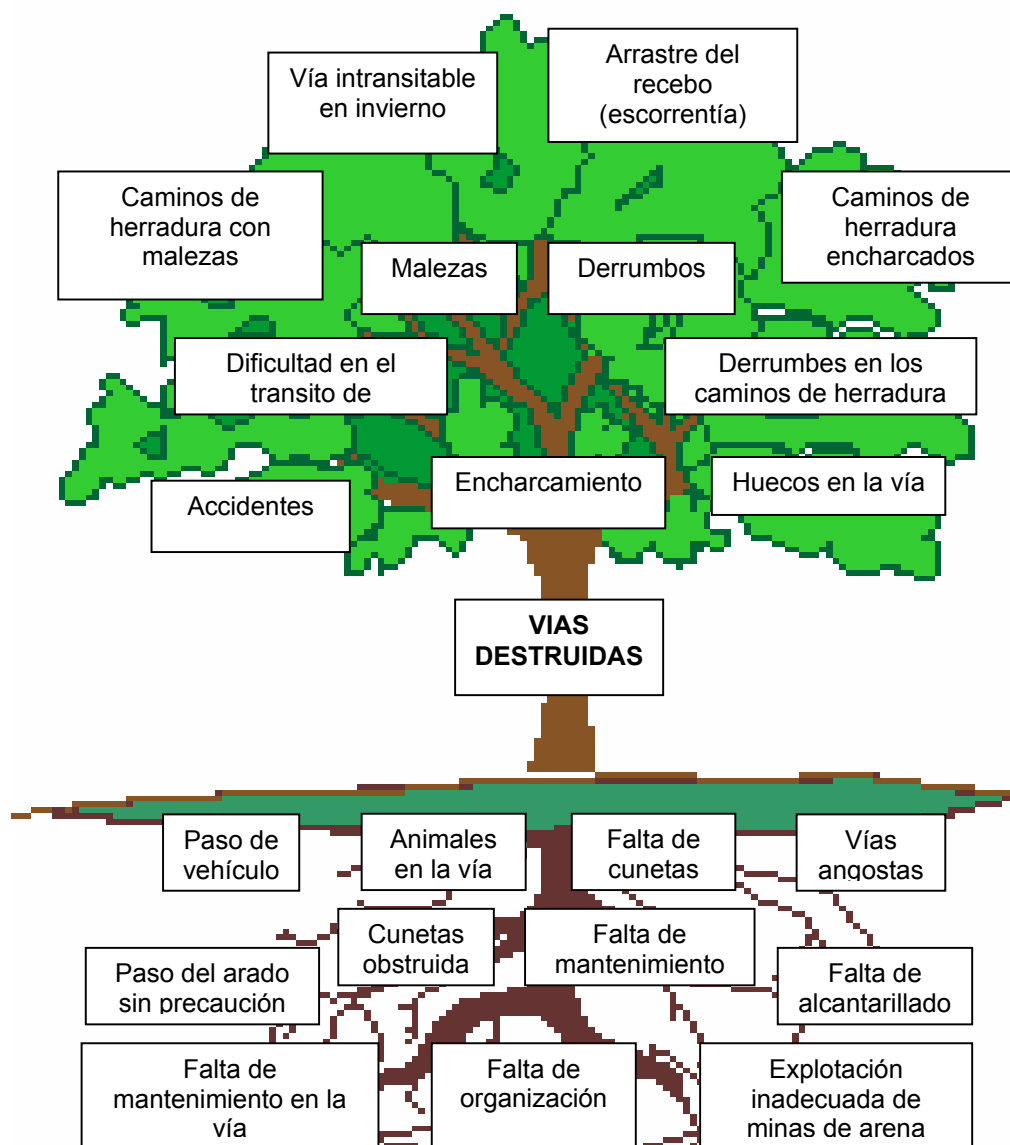 Vía intransitable
en invierno
Arrastre del
recebo
(escorrentía)
Caminos de
herradura con
malezas
Malezas
Derrumbos
Caminos de
herradura
encharcados
Dificultad en el
transito de
Derrumbes en los
caminos de herradura
Accidentes
Encharcamiento
Huecos en la vía
VIAS
DESTRUIDAS
Paso de
vehículo
Animales
en la vía
Falta de
cunetas
Vías
angostas
Cunetas
obstruida
Falta de
mantenimiento
Paso del arado
sin precaución
Falta de
alcantarillado
Falta de
mantenimiento en la
vía
Falta de
organización
Explotación
inadecuada de
minas de arena